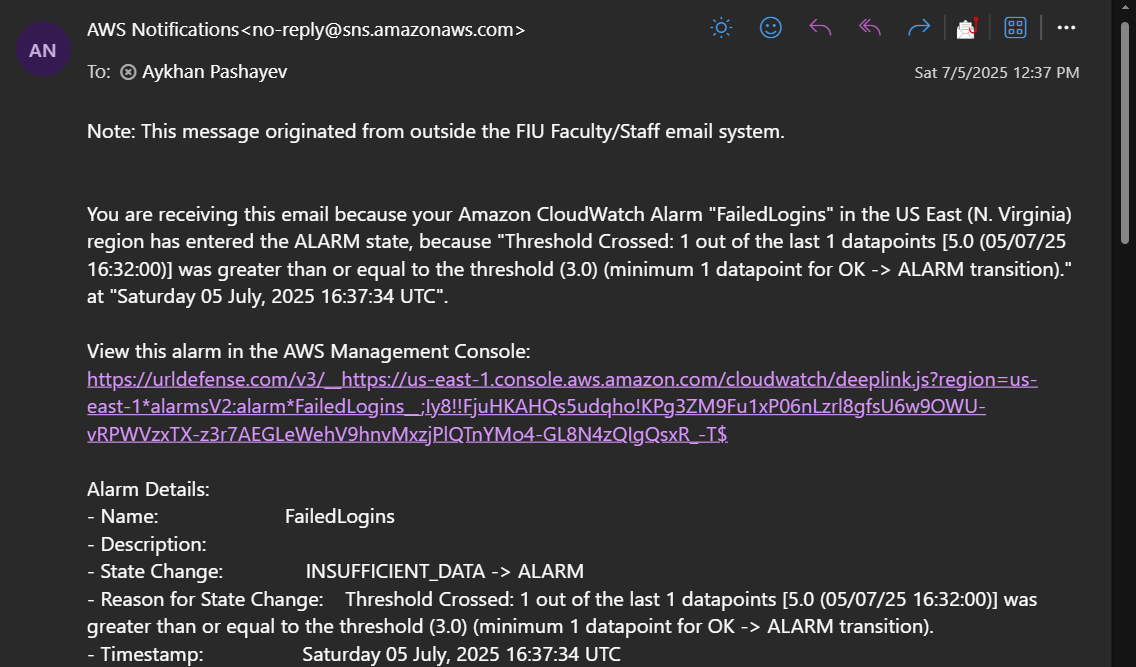 AWS Notifications<no-reply@sns.amazonaws.com>
AN
To: Aykhan Pashayev
Sat 7/5/2025 12:37 PM
Note: This message originated from outside the FIU Faculty/Staff email system.
You are receiving this email because your Amazon CloudWatch Alarm "FailedLogins" in the US East (N. Virginia)
region has entered the ALARM state, because "Threshold Crossed: 1 out of the last 1 datapoints [5.0 (05/07/25
16:32:00)] was greater than or equal to the threshold (3.0) (minimum 1 datapoint for OK -> ALARM transition)."
at "Saturday 05 July, 2025 16:37:34 UTC".
View this alarm in the AWS Management Console:
https://urldefense.com/v3/__https://us-east-1.console.aws.amazon.com/cloudwatch/deeplink.js?region=us-
east-1*alarmsV2:alarm*FailedLogins__;Iy8!!FjuHKAHQs5udqho!KPg3ZM9Fu1xP06nLzrl8gfsU6w9OWU-
vRPWVzxTX-z3r7AEGLeWehV9hnvMxzjPlQTnYMo4-GL8N4zQIgQsxR_-T$
Alarm Details:
- Name: FailedLogins
- Description:
- State Change: INSUFFICIENT_DATA -> ALARM
- Reason for State Change: Threshold Crossed: 1 out of the last 1 datapoints [5.0 (05/07/25 16:32:00)] was
greater than or equal to the threshold (3.0) (minimum 1 datapoint for OK -> ALARM transition).
- Timestamp: Saturday 05 July, 2025 16:37:34 UTC